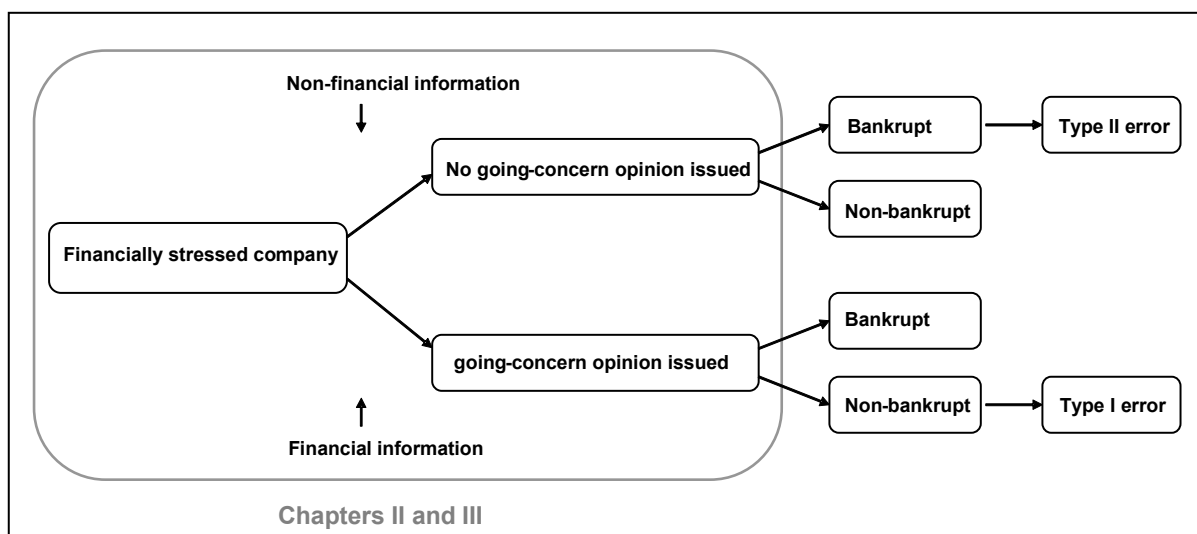 Non-financial information
Bankrupt
Type II error
No going-concern opinion issued
Non-bankrupt
Financially stressed company
Bankrupt
going-concern opinion issued
Non-bankrupt
Type I error
Financial information
Chapters II and III